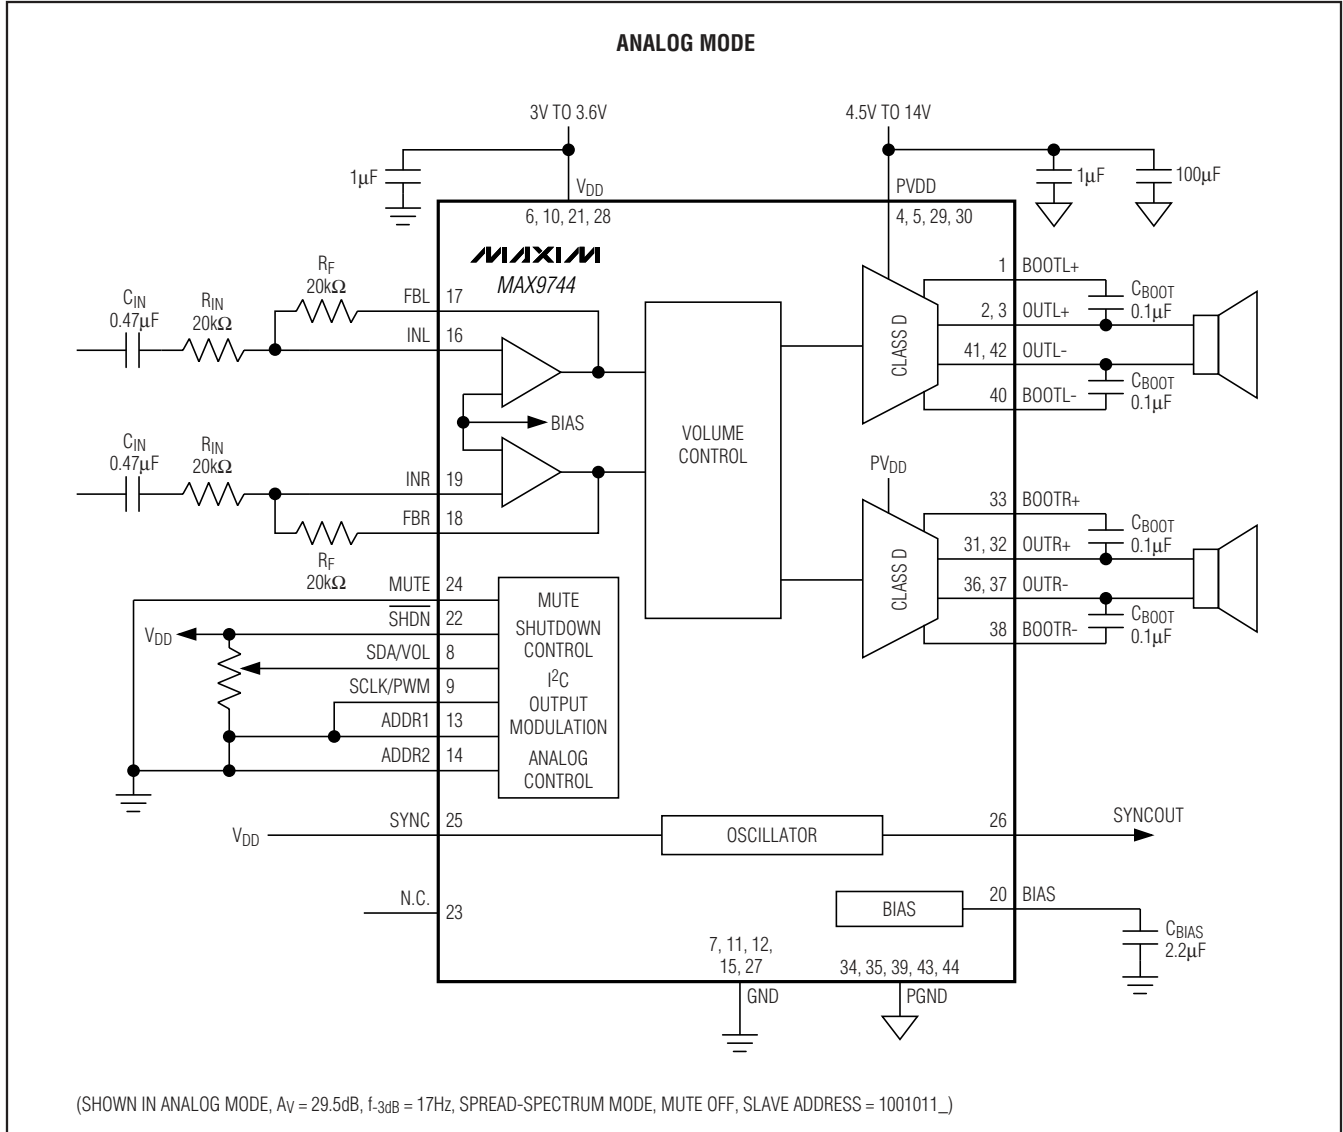 ANALOG MODE
3V TO 3.6V
4.5V TO 14V
1µF
VDD
PVDD
1µF
100µF
6, 10, 21, 28
4, 5, 29, 30
MAXIM
MAX9744
CIN
0.47µF
RIN
20kΩ
RF
20kΩ
FBL
17
INL
16
BIAS
CIN
0.47µF
RIN
20kΩ
INR
19
FBR
18
RF
20kΩ
VOLUME
CONTROL
CLASS D
1
BOOTL+
2, 3
OUTL+
41, 42
OUTL-
40
BOOTL-
CBOOT
0.1µF
CBOOT
0.1µF
PVDD
CLASS D
33
BOOTR+
31, 32
OUTR+
36, 37
OUTR-
38
BOOTR-
CBOOT
0.1µF
CBOOT
0.1µF
MUTE
24
SHDN
22
VDD
SDA/VOL
8
SCLK/PWM
9
ADDR1
13
ADDR2
14
MUTE
SHUTDOWN
CONTROL
I2C
OUTPUT
MODULATION
ANALOG
CONTROL
VDD
SYNC
25
OSCILLATOR
26
SYNCOUT
N.C.
23
BIAS
20
BIAS
CBIAS
2.2µF
7, 11, 12,
15, 27
GND
34, 35, 39, 43, 44
PGND
(SHOWN IN ANALOG MODE, AV = 29.5dB, f-3dB = 17Hz, SPREAD-SPECTRUM MODE, MUTE OFF, SLAVE ADDRESS = 1001011_)